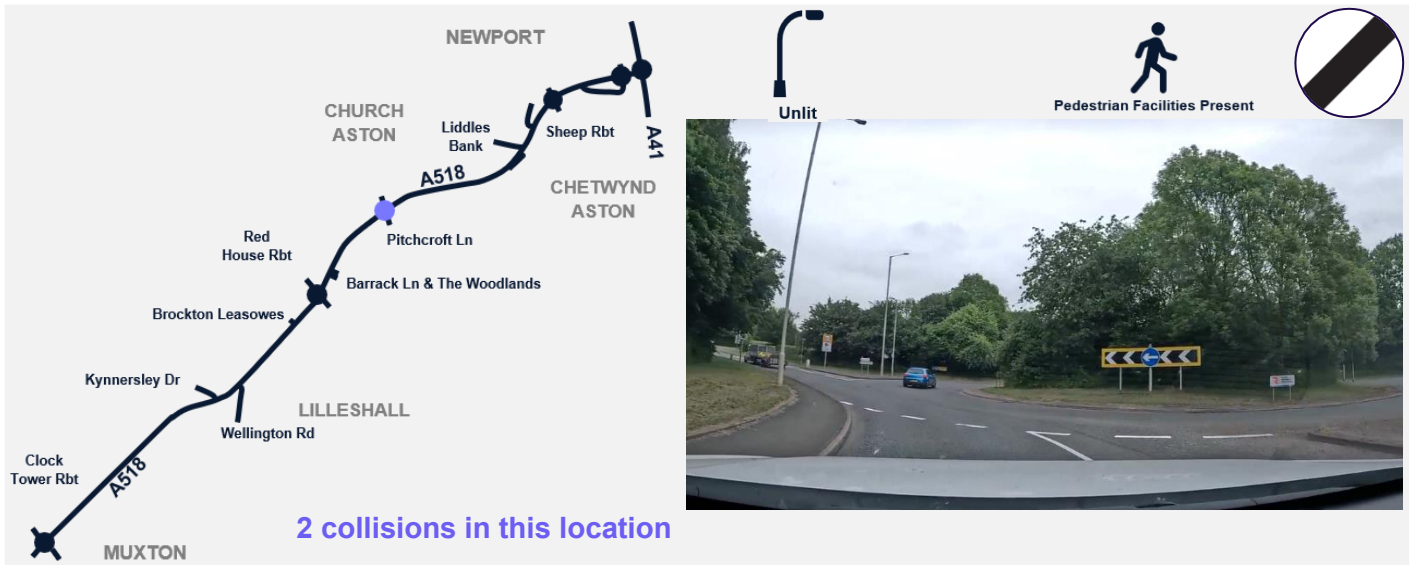 NEWPORT
CHURCH
ASTON
Liddles
Bank
Sheep Rbt
A41
A518
CHETWYND
ASTON
Red
House Rbt
Pitchcroft Ln
Barrack Ln & The Woodlands
Brockton Leasowes
Kynnersley Dr
LILLESHALL
Wellington Rd
Clock
Tower Rbt
A518
MUXTON
2 collisions in this location
Unlit
Pedestrian Facilities Present